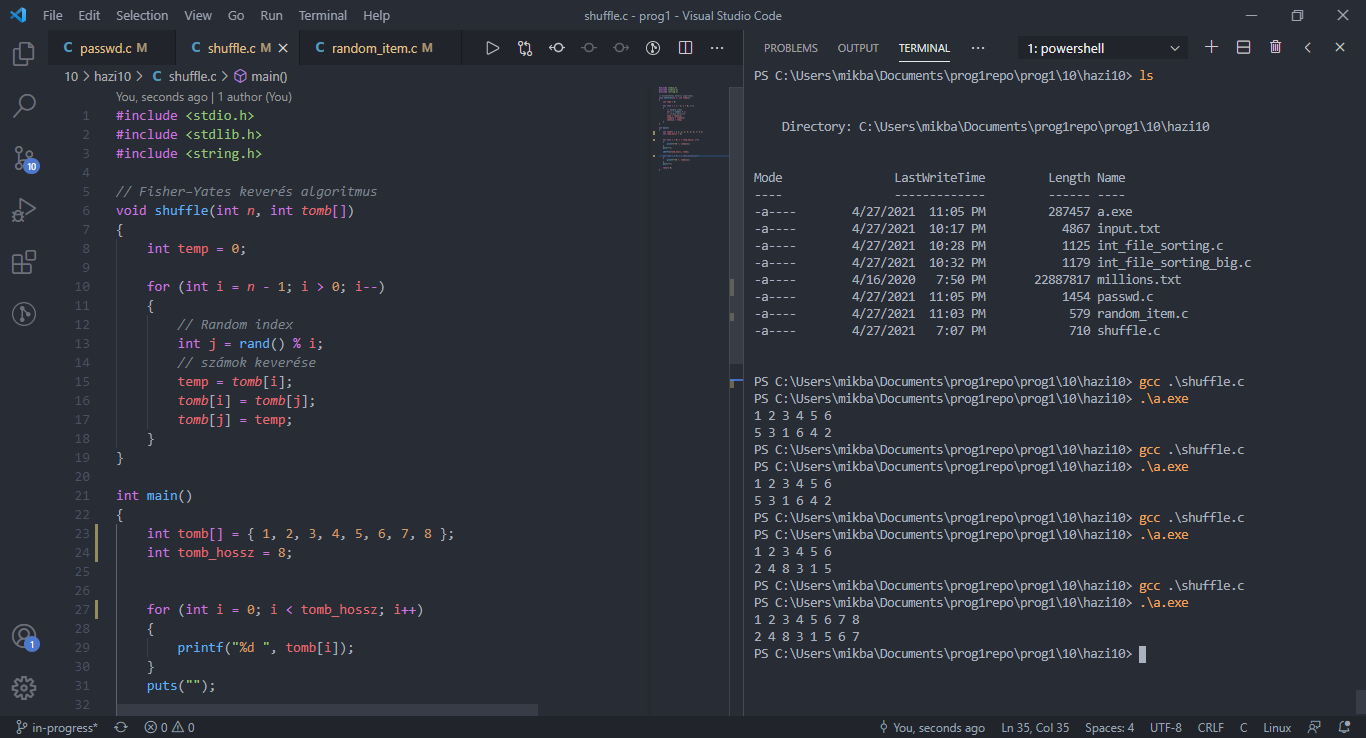 File Edit Selection View Go Run Terminal Help shuffle.c - prog1 - Visual Studio Code
passwd.c M shuffle.c M random_item.c M
10 > hazi10 > C shuffle.c > main()
You, seconds ago | 1 author (You)
1 #include <stdio.h>
2 #include <stdlib.h>
3 #include <string.h>
4
5 // Fisher–Yates keverés algoritmus
6 void shuffle(int n, int tomb[])
7 {
8 int temp = 0;
9
10 for (int i = n - 1; i > 0; i--)
11 {
12 // Random index
13 int j = rand() % i;
14 // számok keverése
15 temp = tomb[i];
16 tomb[i] = tomb[j];
17 tomb[j] = temp;
18 }
19 }
20
21 int main()
22 {
23 int tomb[] = { 1, 2, 3, 4, 5, 6, 7, 8 };
24 int tomb_hossz = 8;
25
26
27 for (int i = 0; i < tomb_hossz; i++)
28 {
29 printf("%d ", tomb[i]);
30 }
31 puts("");
32
PROBLEMS OUTPUT TERMINAL ··· 1: powershell
PS C:\Users\mikba\Documents\prog1repo\prog1\10\hazi10> ls
Directory: C:\Users\mikba\Documents\prog1repo\prog1\10\hazi10
Mode LastWriteTime Length Name
---- ------------- ------ ----
-a---- 4/27/2021 11:05 PM 287457 a.exe
-a---- 4/27/2021 10:17 PM 4867 input.txt
-a---- 4/27/2021 10:28 PM 1125 int_file_sorting.c
-a---- 4/27/2021 10:32 PM 1179 int_file_sorting_big.c
-a---- 4/16/2020 7:50 PM 22887817 millions.txt
-a---- 4/27/2021 11:05 PM 1454 passwd.c
-a---- 4/27/2021 11:03 PM 579 random_item.c
-a---- 4/27/2021 7:07 PM 710 shuffle.c
PS C:\Users\mikba\Documents\prog1repo\prog1\10\hazi10> gcc .\shuffle.c
PS C:\Users\mikba\Documents\prog1repo\prog1\10\hazi10> .\a.exe
1 2 3 4 5 6
5 3 1 6 4 2
PS C:\Users\mikba\Documents\prog1repo\prog1\10\hazi10> gcc .\shuffle.c
PS C:\Users\mikba\Documents\prog1repo\prog1\10\hazi10> .\a.exe
1 2 3 4 5 6
5 3 1 6 4 2
PS C:\Users\mikba\Documents\prog1repo\prog1\10\hazi10> gcc .\shuffle.c
PS C:\Users\mikba\Documents\prog1repo\prog1\10\hazi10> .\a.exe
1 2 3 4 5 6
2 4 8 3 1 5
PS C:\Users\mikba\Documents\prog1repo\prog1\10\hazi10> gcc .\shuffle.c
PS C:\Users\mikba\Documents\prog1repo\prog1\10\hazi10> .\a.exe
1 2 3 4 5 6 7 8
2 4 8 3 1 5 6 7
PS C:\Users\mikba\Documents\prog1repo\prog1\10\hazi10>
10
1
in-progress* 0 0 You, seconds ago Ln 35, Col 35 Spaces: 4 UTF-8 CRLF C Linux